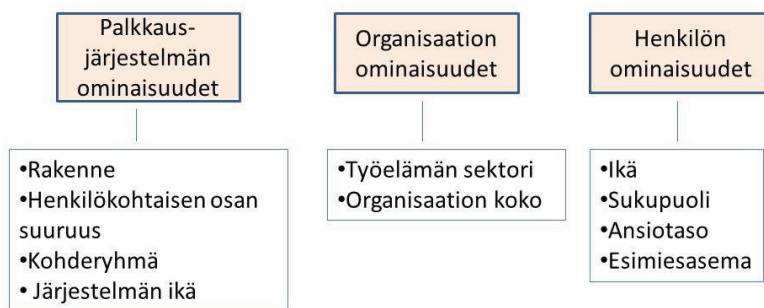 Palkkaus-
järjestelmän
ominaisuudet
Organisaation
ominaisuudet
Henkilön
ominaisuudet
•Rakenne
•Henkilökohtaisen osan
suuruus
•Kohderyhmä
• Järjestelmän ikä
•Työelämän sektori
•Organisaation koko
•Ikä
•Sukupuoli
•Ansiotaso
•Esimiesasema